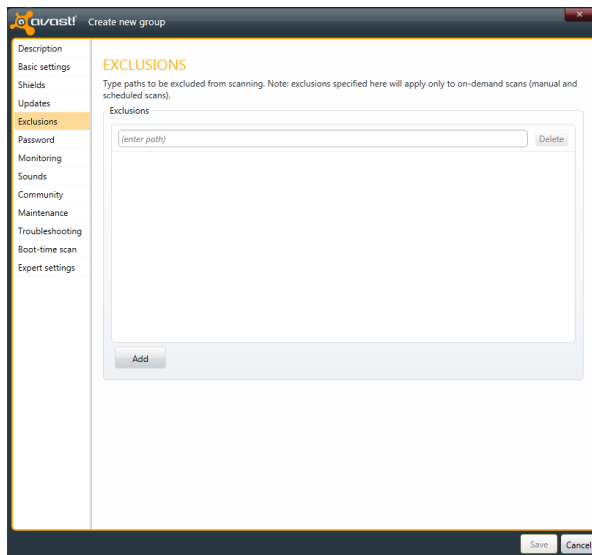 avast! Create new group
Description
Basic settings
Shields
Updates
Exclusions
Password
Monitoring
Sounds
Community
Maintenance
Troubleshooting
Boot-time scan
Expert settings
EXCLUSIONS
Type paths to be excluded from scanning. Note: exclusions specified here will apply only to on-demand scans (manual and
scheduled scans).
Exclusions
(enter path) Delete
Add
Save Cancel